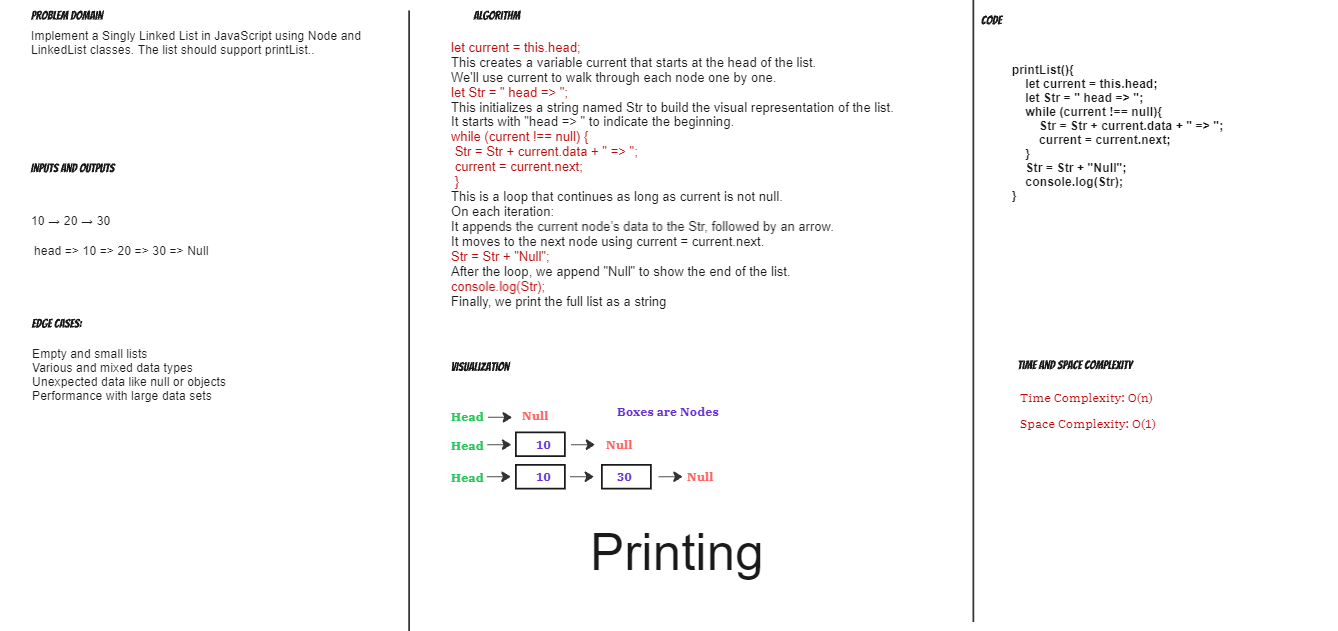 PROBLEM DOMAIN
Implement a Singly Linked List in JavaScript using Node and
LinkedList classes. The list should support printList..
INPUTS AND OUTPUTS
10 → 20 → 30
head => 10 => 20 => 30 => Null
EDGE CASES:
Empty and small lists
Various and mixed data types
Unexpected data like null or objects
Performance with large data sets
ALGORITHM
let current = this.head;
This creates a variable current that starts at the head of the list.
We'll use current to walk through each node one by one.
let Str = " head => ";
This initializes a string named Str to build the visual representation of the list.
It starts with "head => " to indicate the beginning.
while (current !== null) {
Str = Str + current.data + " => ";
current = current.next;
}
This is a loop that continues as long as current is not null.
On each iteration:
It appends the current node's data to the Str, followed by an arrow.
It moves to the next node using current = current.next.
Str = Str + "Null";
After the loop, we append "Null" to show the end of the list.
console.log(Str);
Finally, we print the full list as a string
VISUALIZATION
Head Null Boxes are Nodes
Head 10 Null
Head 10 30 Null
Printing
CODE
printList(){
let current = this.head;
let Str = " head => ";
while (current !== null){
Str = Str + current.data + " => ";
current = current.next;
}
Str = Str + "Null";
console.log(Str);
}
TIME AND SPACE COMPLEXITY
Time Complexity: O(n)
Space Complexity: O(1)